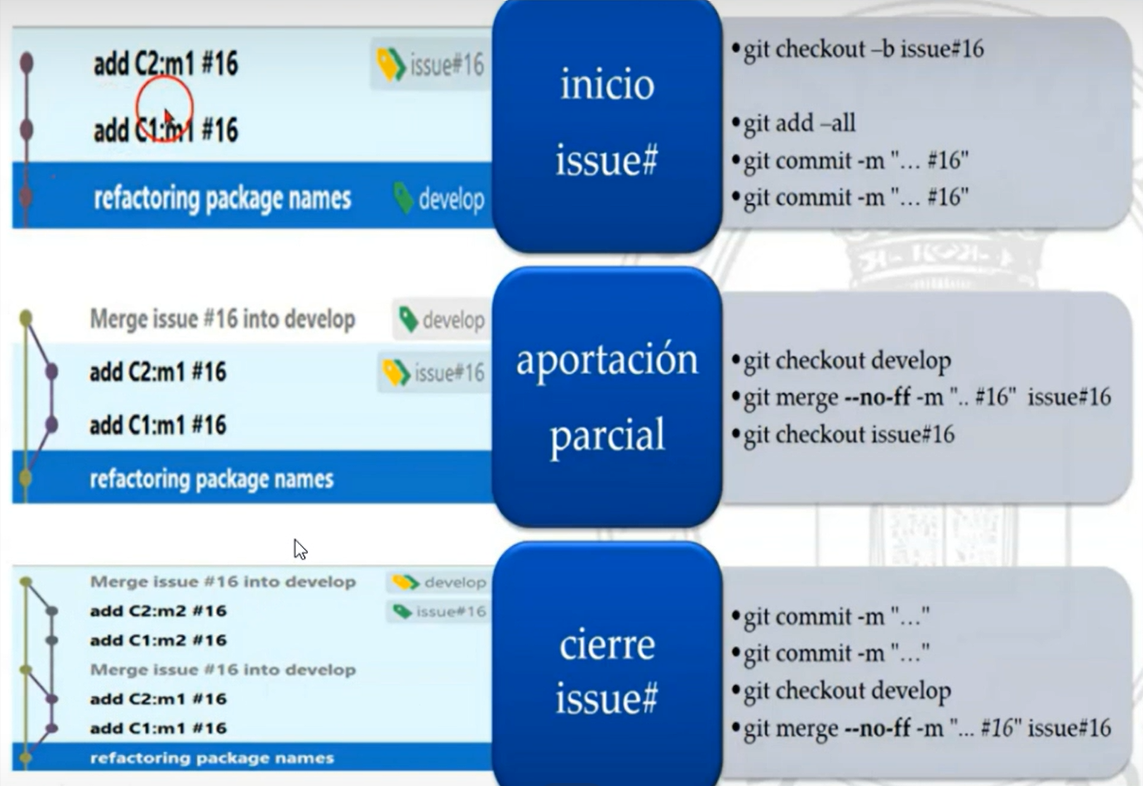 add C2:m1 #16 issue#16
add C1:m1 #16
refactoring package names develop
inicio
issue#
•git checkout –b issue#16
•git add –all
•git commit -m "... #16"
•git commit -m "... #16"
Merge issue #16 into develop develop
add C2:m1 #16 issue#16
add C1:m1 #16
refactoring package names
aportación
parcial
•git checkout develop
•git merge --no-ff -m ".. #16" issue#16
•git checkout issue#16
Merge issue #16 into develop develop
add C2:m2 #16 issue#16
add C1:m2 #16
Merge issue #16 into develop
add C2:m1 #16
add C1:m1 #16
refactoring package names
cierre
issue#
•git commit -m "..."
•git commit -m "..."
•git checkout develop
•git merge --no-ff -m "... #16" issue#16